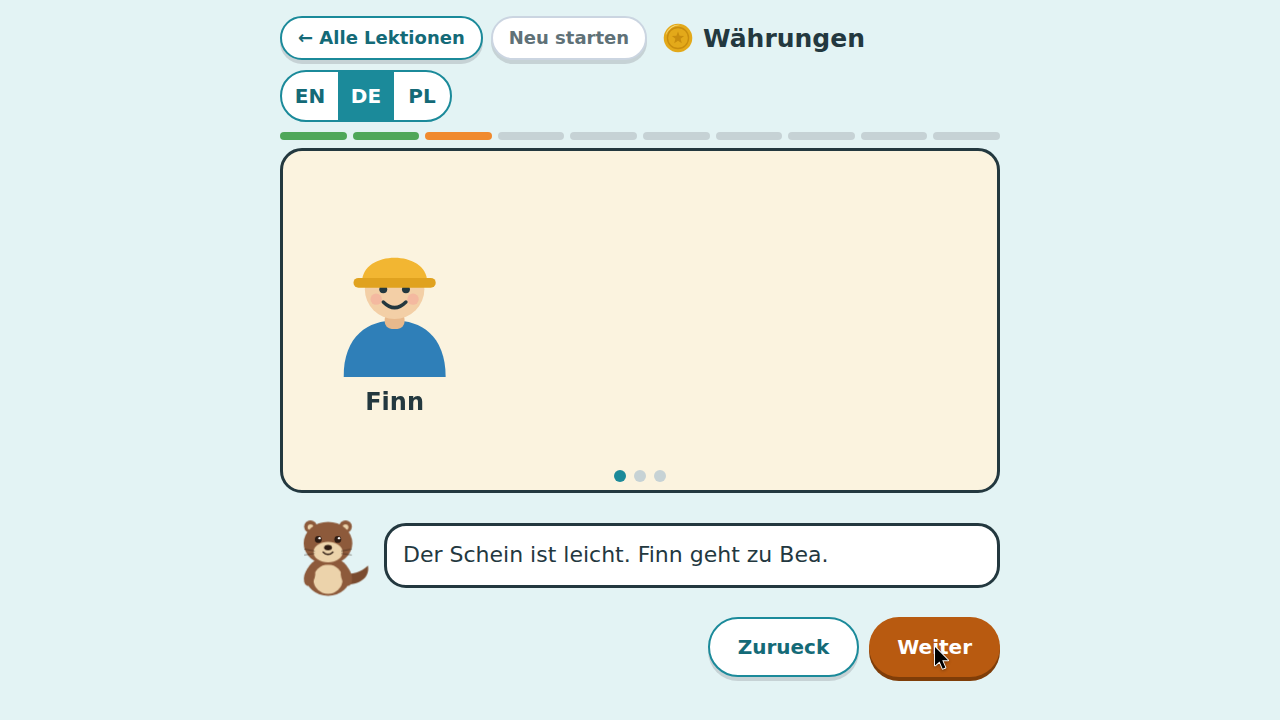 ← Alle Lektionen
Neu starten
Währungen
EN DE PL
Finn
Der Schein ist leicht. Finn geht zu Bea.
Zurueck
Weiter